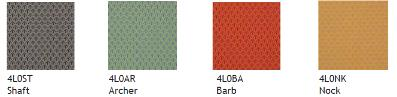 4L0ST 4L0AR 4L0BA 4L0NK
Shaft Archer Barb Nock